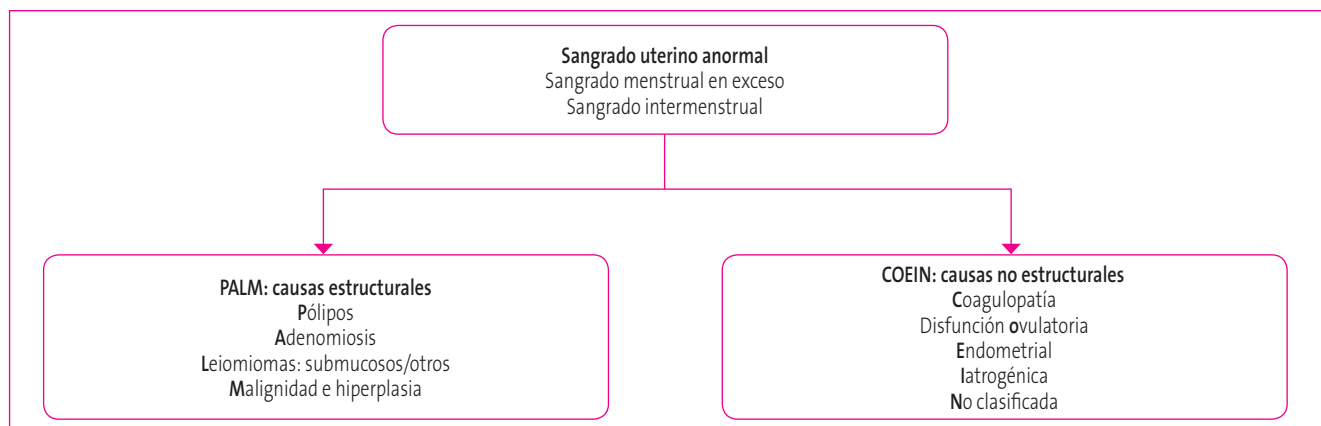 Sangrado uterino anormal
Sangrado menstrual en exceso
Sangrado intermenstrual
PALM: causas estructurales
Pólipos
Adenomiosis
Leiomiomas: submucosos/otros
Malignidad e hiperplasia
COEIN: causas no estructurales
Coagulopatía
Disfunción ovulatoria
Endometrial
Iatrogénica
No clasificada